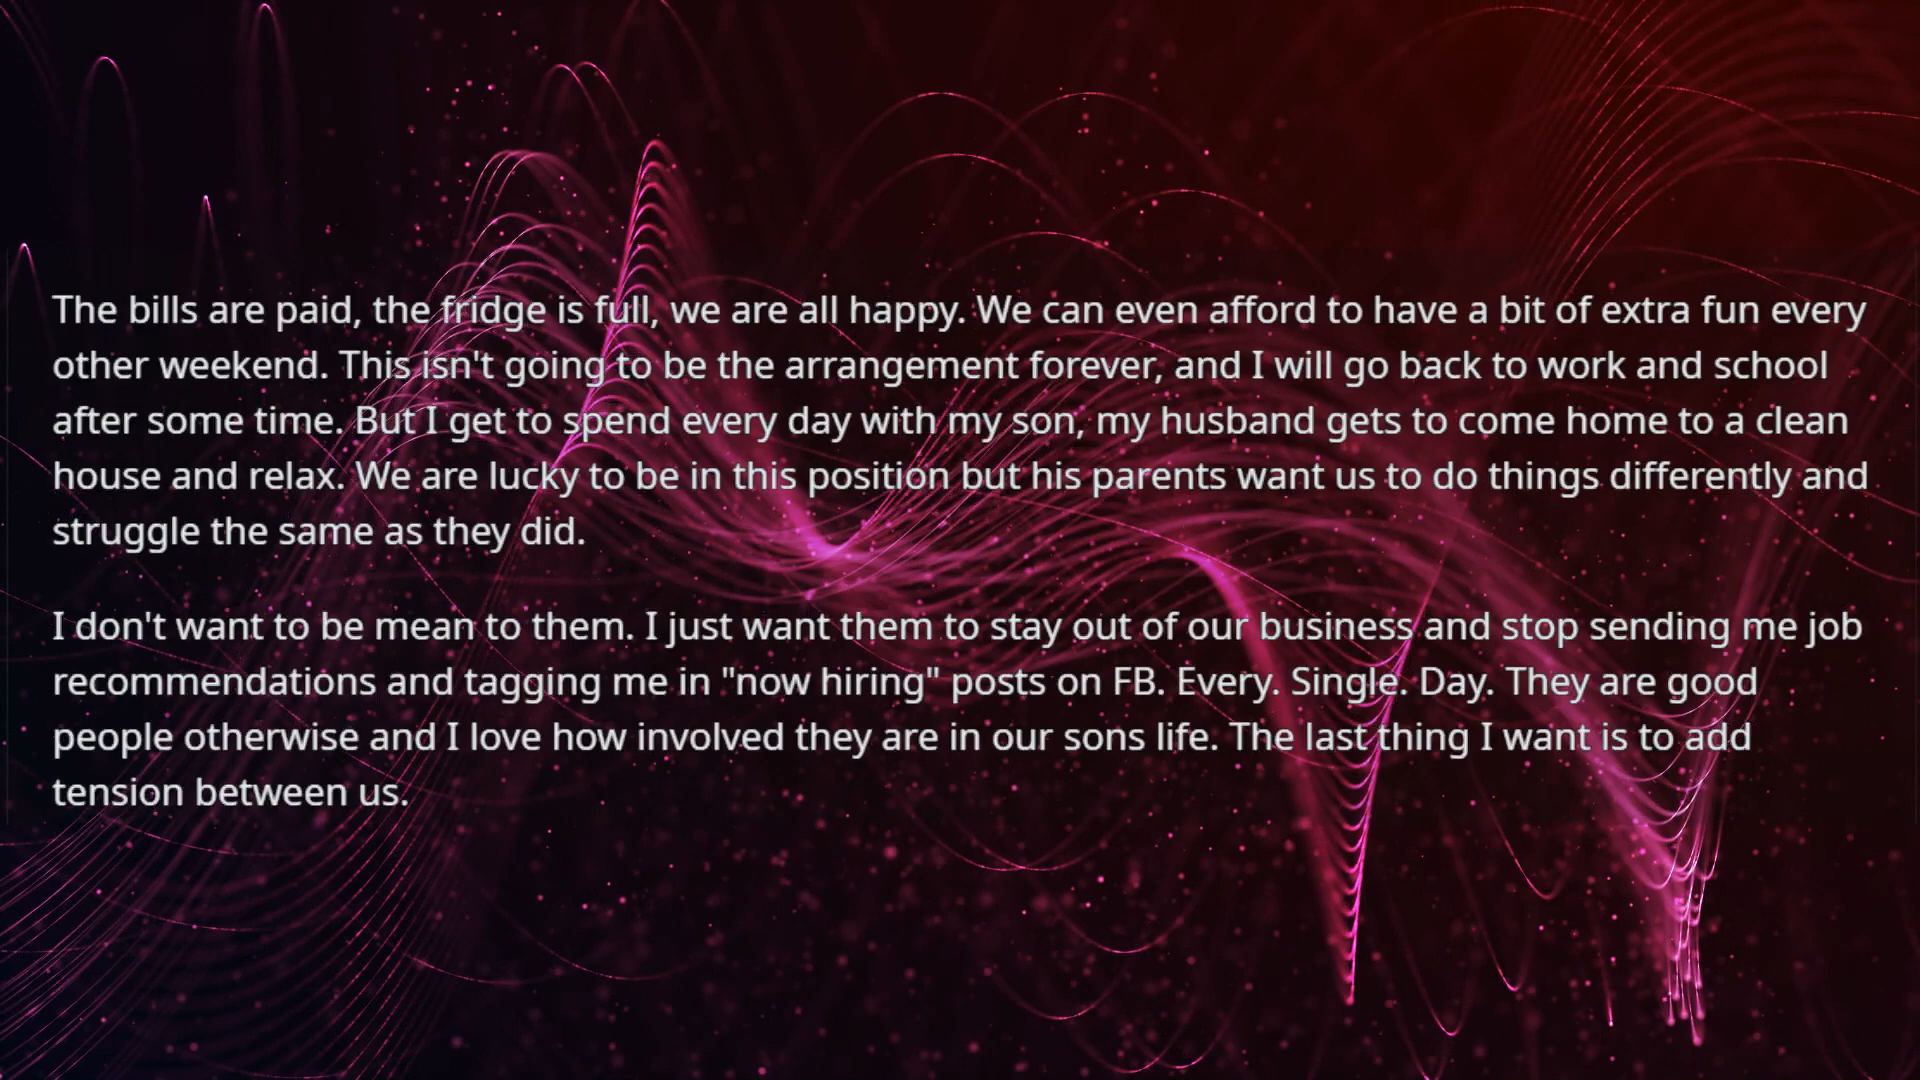 The bills are paid, the fridge is full, we are all happy. We can even afford to have a bit of extra fun every
other weekend. This isn't going to be the arrangement forever, and I will go back to work and school
after some time. But I get to spend every day with my son, my husband gets to come home to a clean
house and relax. We are lucky to be in this position but his parents want us to do things differently and
struggle the same as they did.
I don't want to be mean to them. I just want them to stay out of our business and stop sending me job
recommendations and tagging me in "now hiring" posts on FB. Every. Single. Day. They are good
people otherwise and I love how involved they are in our sons life. The last thing I want is to add
tension between us.